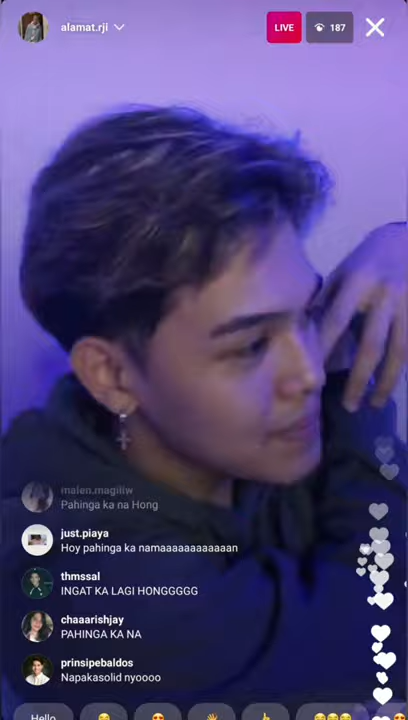 alamat.rji
LIVE
187
malen.magiliw
Pahinga ka na Hong
just.piaya
Hoy pahinga ka namaaaaaaaaaaan
thmssal
INGAT KA LAGI HONGGGGG
chaaarishjay
PAHINGA KA NA
prinsipebaldos
Napakasolid nyoooo
Hello